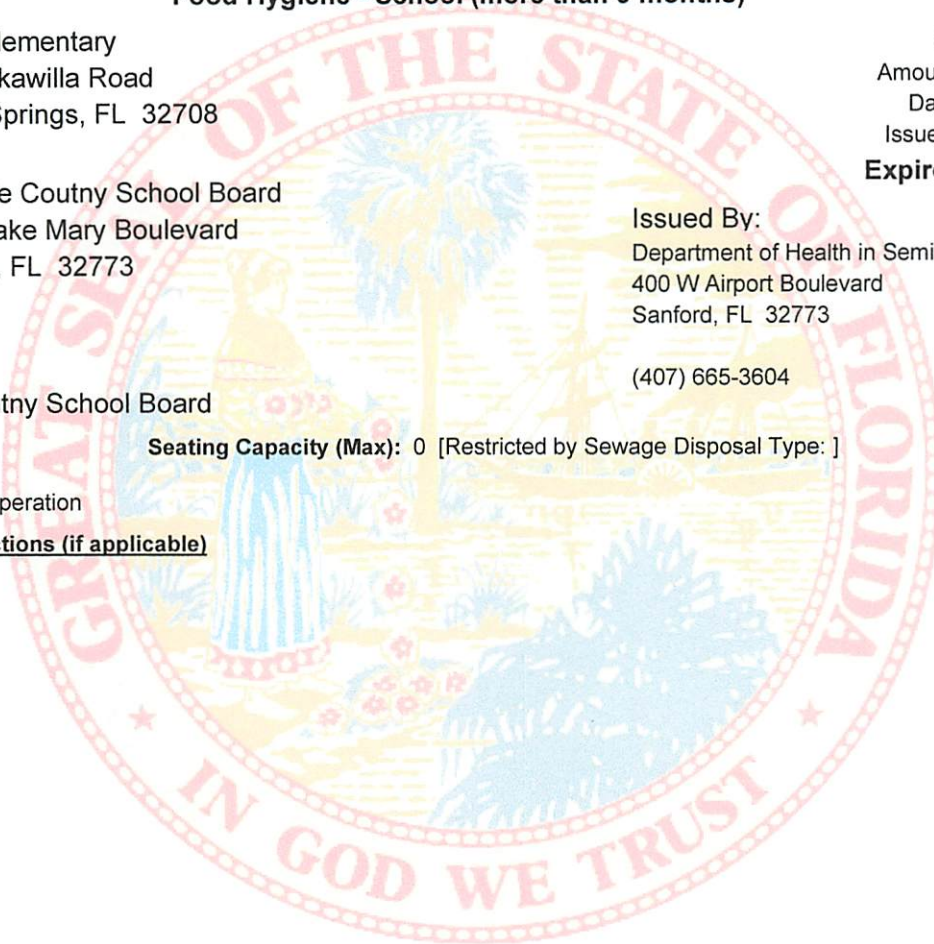 Food Hygiene - School (more than 9 months)
lementary
kawilla Road
Springs, FL 32708
e Coutny School Board
ake Mary Boulevard
, FL 32773
tny School Board
Amou
Da
Issue
Expire
Issued By:
Department of Health in Semi
400 W Airport Boulevard
Sanford, FL 32773
(407) 665-3604
Seating Capacity (Max): 0 [Restricted by Sewage Disposal Type: ]
peration
tions (if applicable)
GREAT SEAL OF THE STATE OF FLORIDA
IN GOD WE TRUST